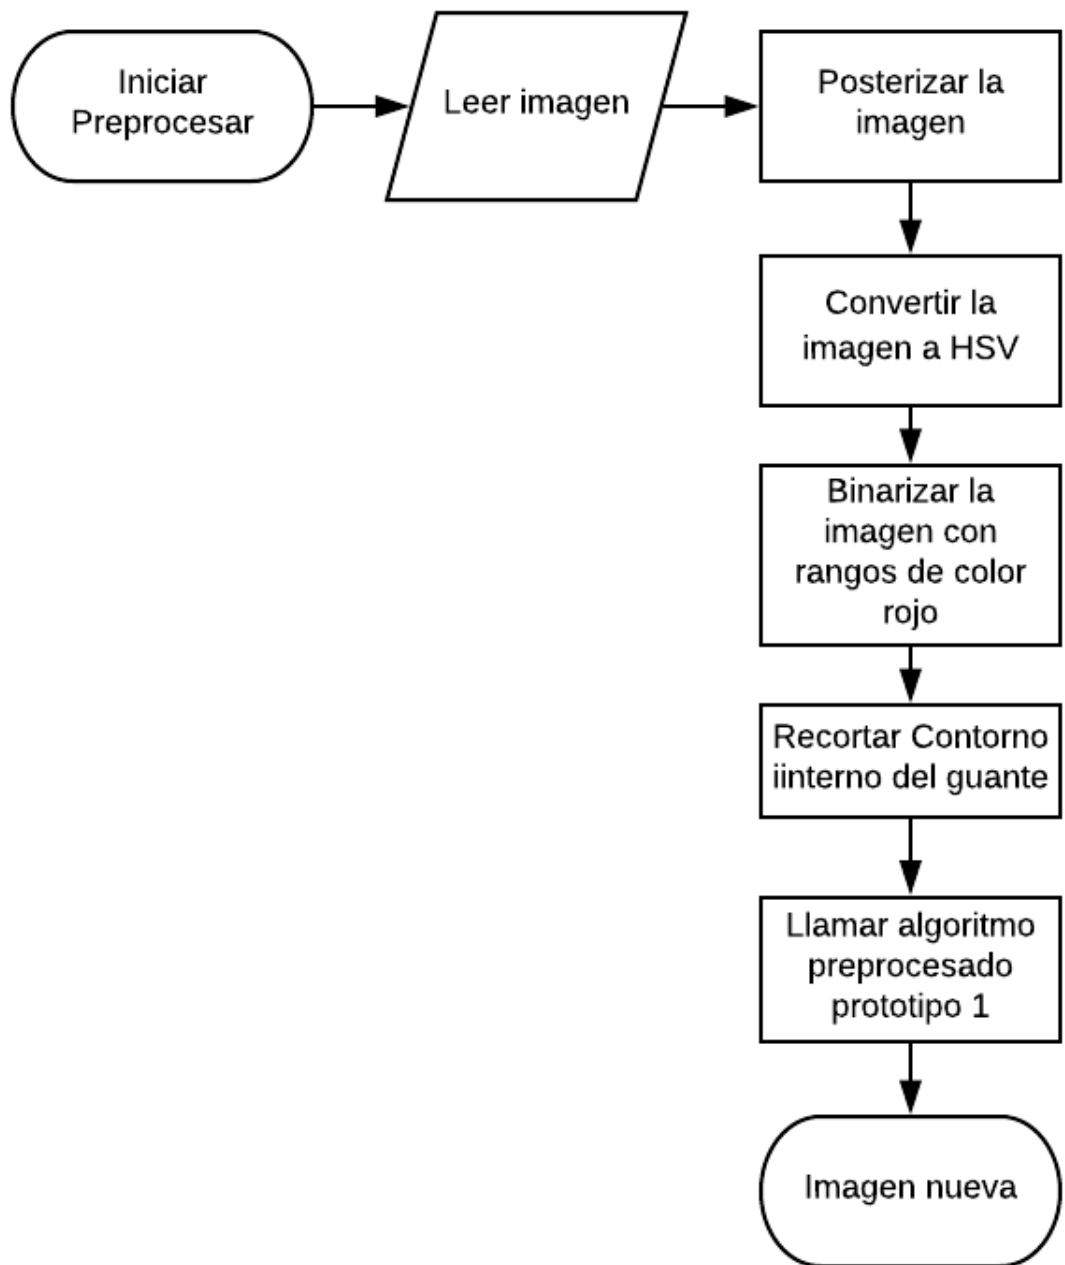 Iniciar
Preprocesar
Leer imagen
Posterizar la
imagen
Convertir la
imagen a HSV
Binarizar la
imagen con
rangos de color
rojo
Recortar Contorno
iinterno del guante
Llamar algoritmo
preprocesado
prototipo 1
Imagen nueva